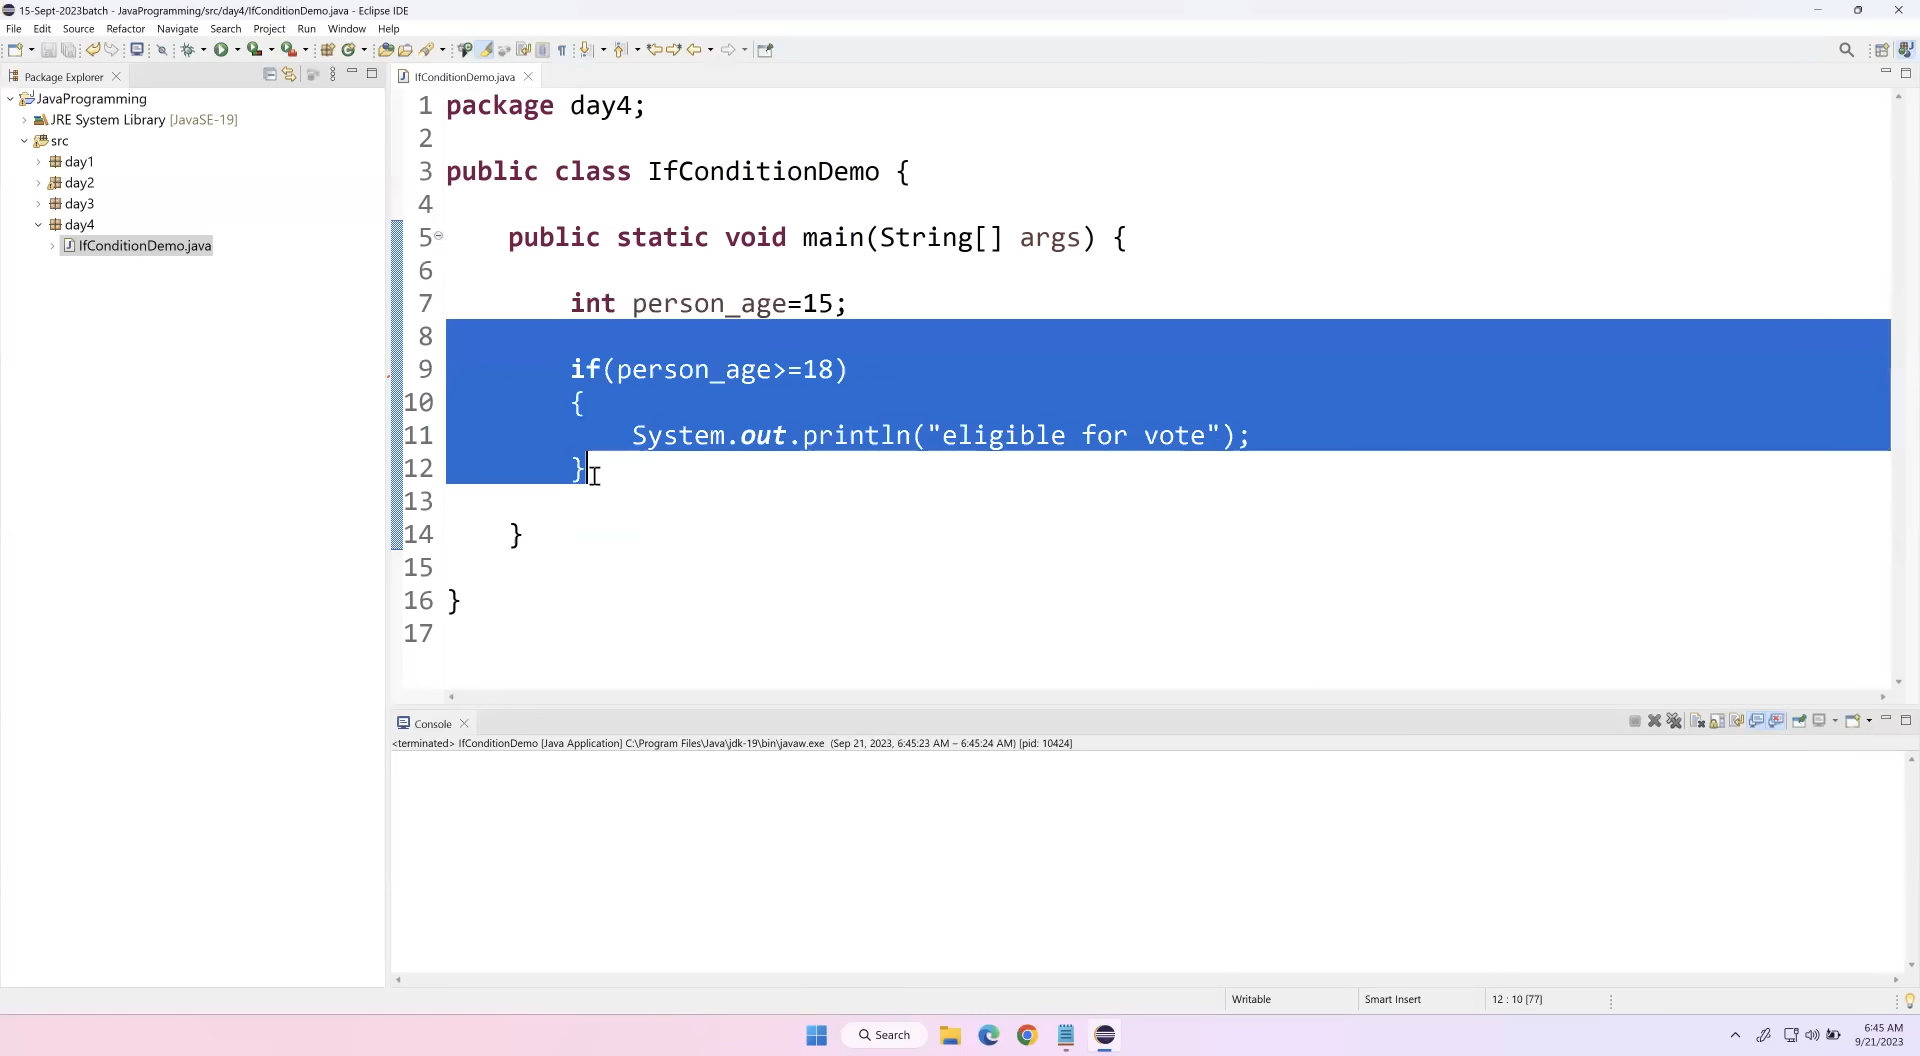 15-Sept-2023batch - JavaProgramming/src/day4/IfConditionDemo.java - Eclipse IDE
File Edit Source Refactor Navigate Search Project Run Window Help
Package Explorer
IfConditionDemo.java
JavaProgramming
JRE System Library [JavaSE-19]
src
day1
day2
day3
day4
IfConditionDemo.java
1 package day4;
2
3 public class IfConditionDemo {
4
5 public static void main(String[] args) {
6
7 int person_age=15;
8
9 if(person_age>=18)
10 {
11 System.out.println("eligible for vote");
12 }
13
14 }
15
16 }
17
Console
<terminated> IfConditionDemo [Java Application] C:\Program Files\Java\jdk-19\bin\javaw.exe (Sep 21, 2023, 6:45:23 AM – 6:45:24 AM) [pid: 10424]
Writable Smart Insert 12 : 10 [77]
Search
6:45 AM
9/21/2023